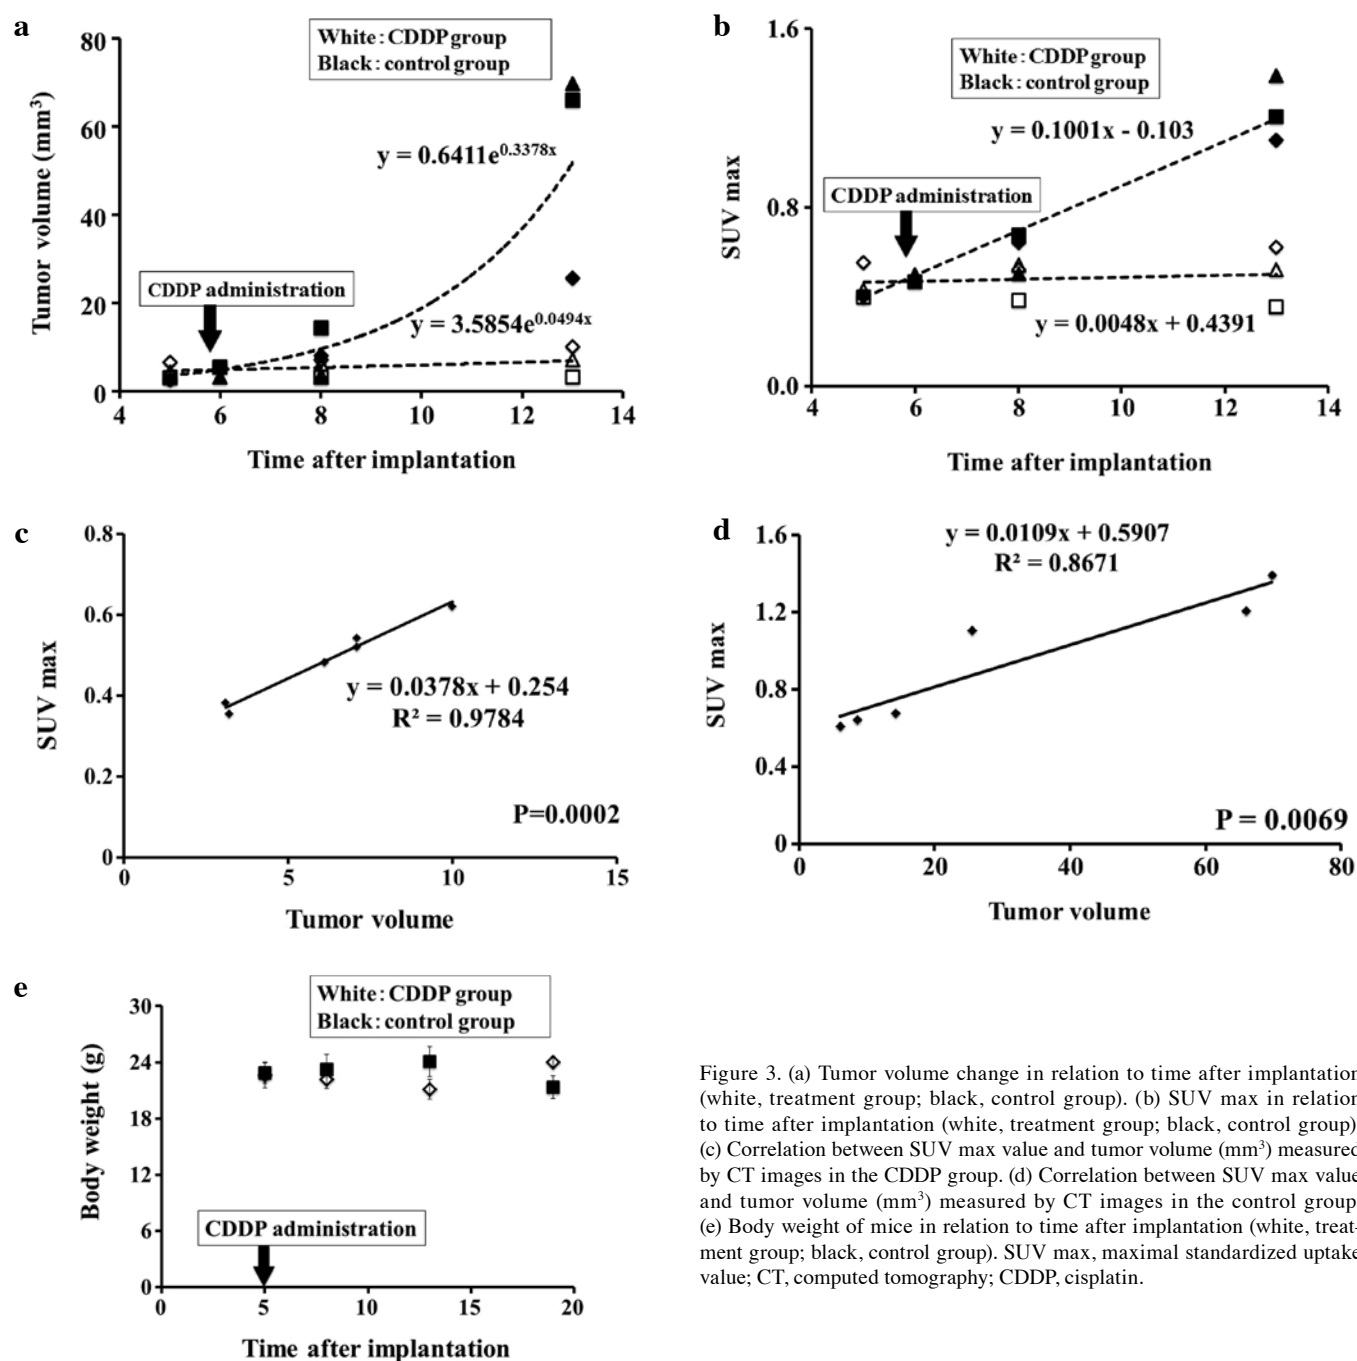 a
80
60
40
20
0
Tumor volume (mm³)
White: CDDP group
Black: control group
y = 0.6411e^0.3378x
CDDP administration
y = 3.5854e^0.0494x
4 6 8 10 12 14
Time after implantation
b
1.6
0.8
0.0
SUV max
White: CDDP group
Black: control group
y = 0.1001x - 0.103
CDDP administration
y = 0.0048x + 0.4391
4 6 8 10 12 14
Time after implantation
c
0.8
0.6
0.4
0.2
0
SUV max
y = 0.0378x + 0.254
R² = 0.9784
P=0.0002
0 5 10 15
Tumor volume
d
1.6
1.2
0.8
0.4
0
SUV max
y = 0.0109x + 0.5907
R² = 0.8671
P = 0.0069
0 20 40 60 80
Tumor volume
e
30
24
18
12
6
0
Body weight (g)
White: CDDP group
Black: control group
CDDP administration
0 5 10 15 20
Time after implantation
Figure 3. (a) Tumor volume change in relation to time after implantation
(white, treatment group; black, control group). (b) SUV max in relation
to time after implantation (white, treatment group; black, control group)
(c) Correlation between SUV max value and tumor volume (mm³) measured
by CT images in the CDDP group. (d) Correlation between SUV max value
and tumor volume (mm³) measured by CT images in the control group
(e) Body weight of mice in relation to time after implantation (white, treat-
ment group; black, control group). SUV max, maximal standardized uptake
value; CT, computed tomography; CDDP, cisplatin.